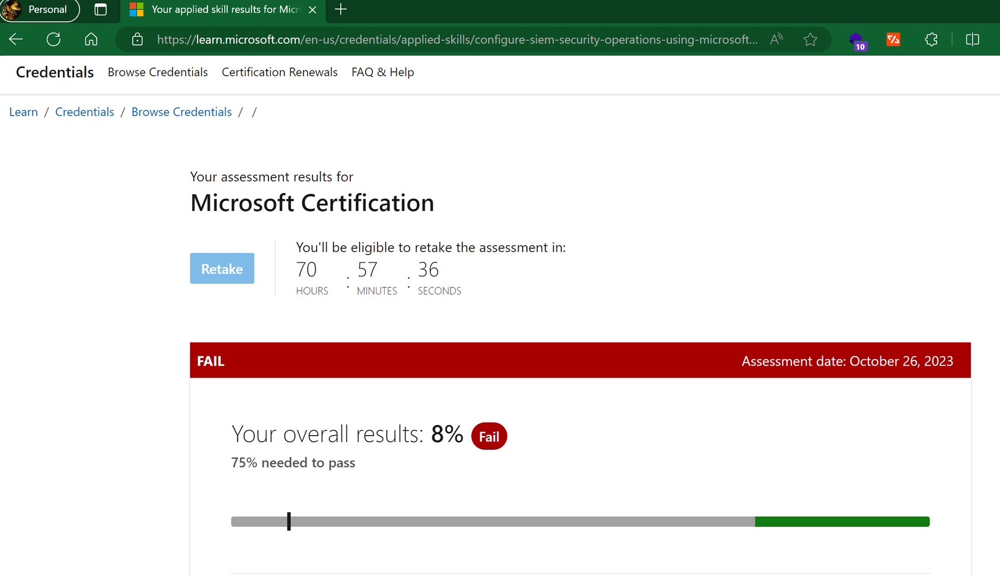 Personal
Your applied skill results for Micr
https://learn.microsoft.com/en-us/credentials/applied-skills/configure-siem-security-operations-using-microsoft...
10
Credentials Browse Credentials Certification Renewals FAQ & Help
Learn / Credentials / Browse Credentials / /
Your assessment results for
Microsoft Certification
Retake
You'll be eligible to retake the assessment in:
70 : 57 : 36
HOURS MINUTES SECONDS
FAIL Assessment date: October 26, 2023
Your overall results: 8% Fail
75% needed to pass